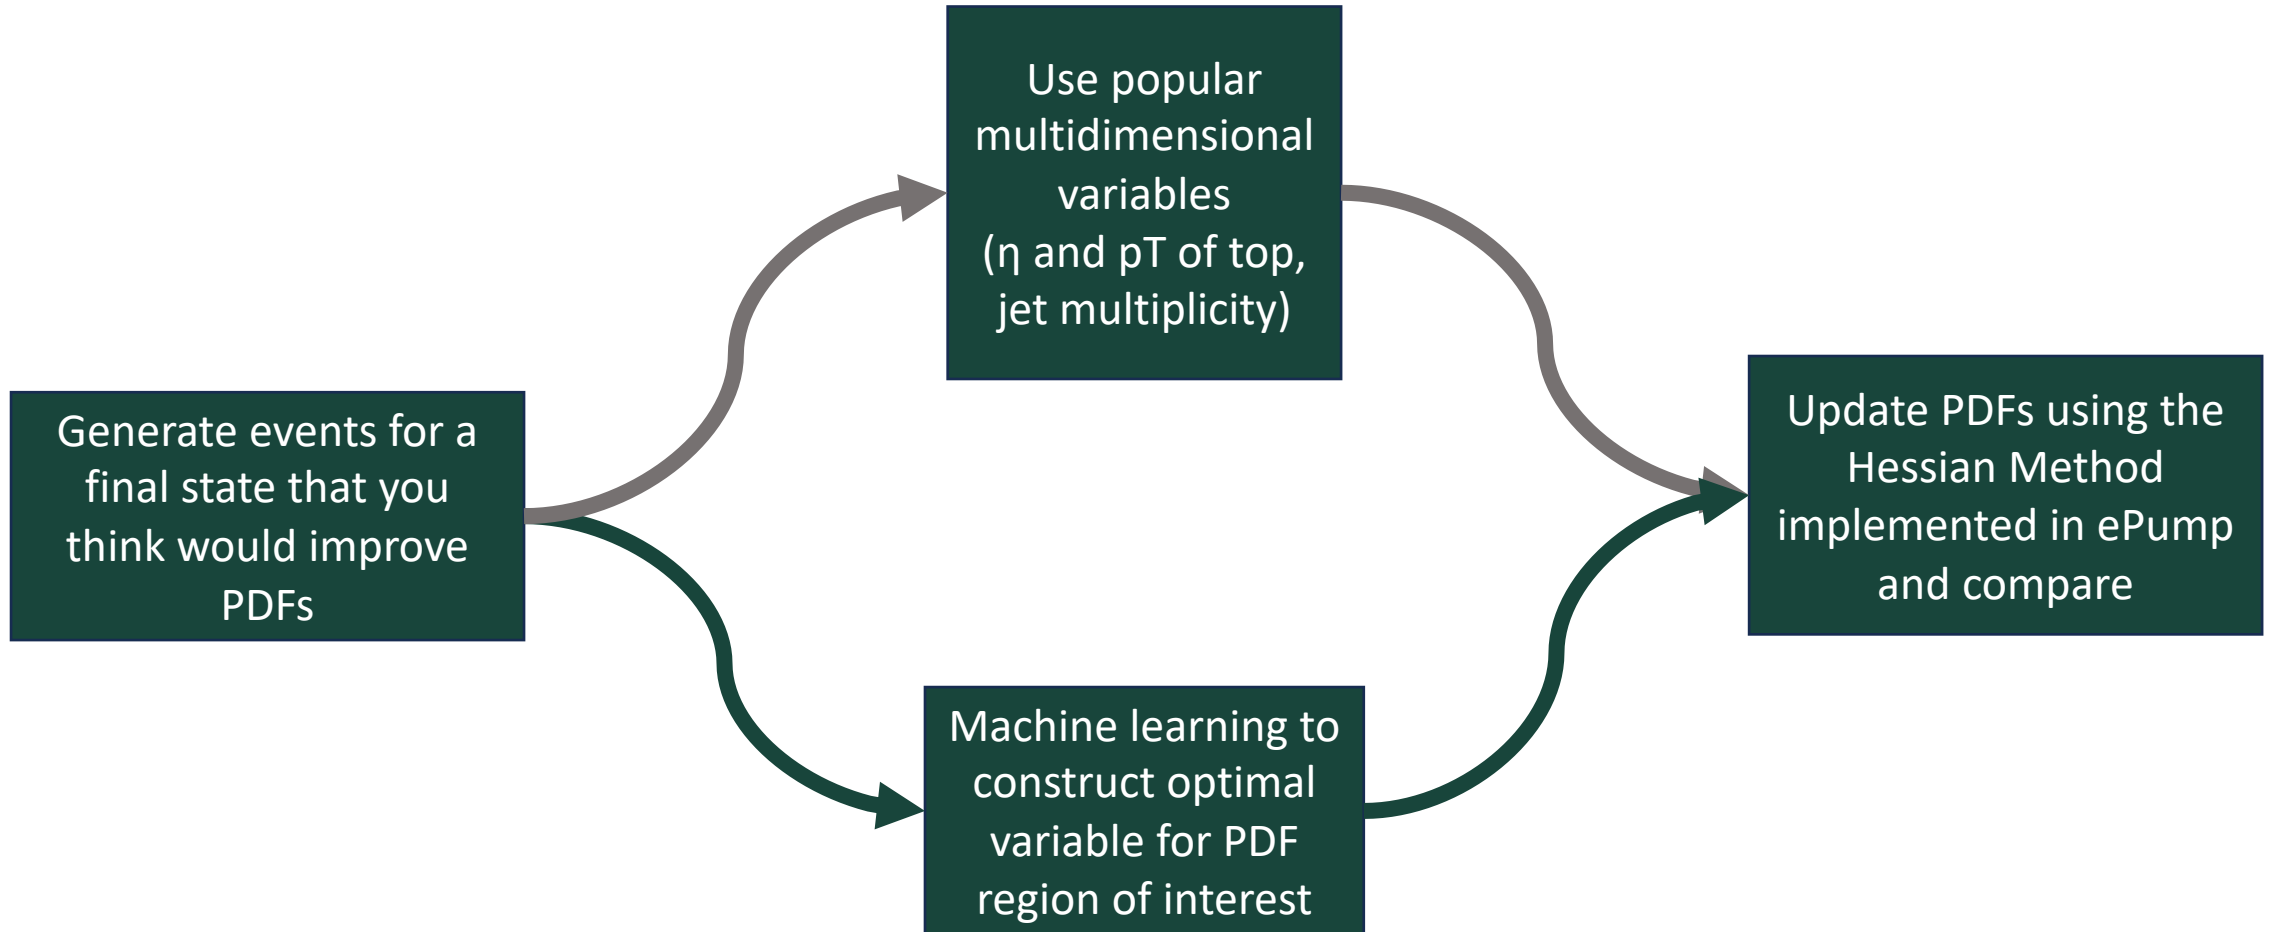 Use popular
multidimensional
variables
(η and pT of top,
jet multiplicity)
Generate events for a
final state that you
think would improve
PDFs
Update PDFs using the
Hessian Method
implemented in ePump
and compare
Machine learning to
construct optimal
variable for PDF
region of interest